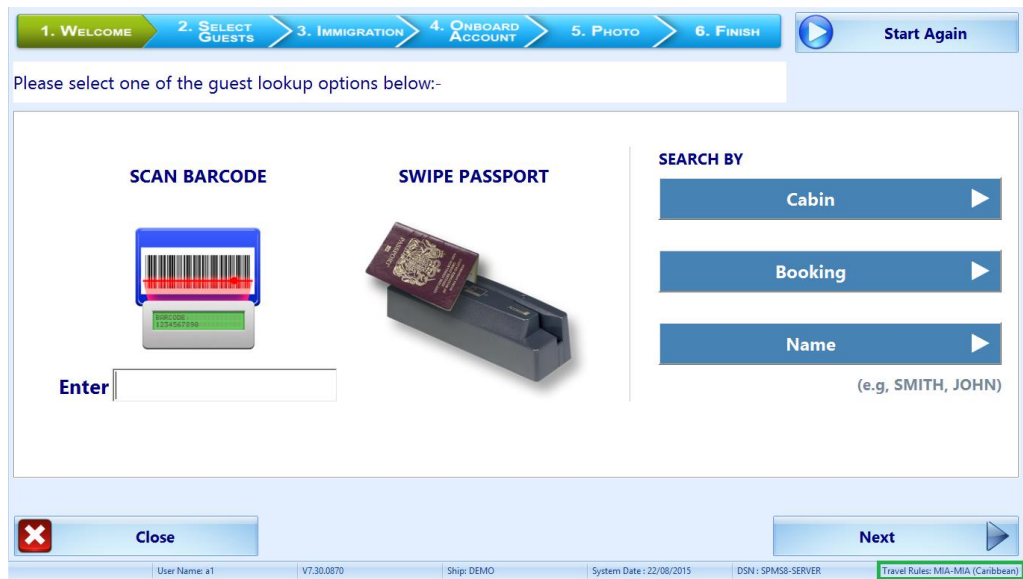 1. WELCOME
2. SELECT GUESTS
3. IMMIGRATION
4. ONBOARD ACCOUNT
5. PHOTO
6. FINISH
Start Again
Please select one of the guest lookup options below:-
SCAN BARCODE
SWIPE PASSPORT
SEARCH BY
Cabin
Booking
Name
(e.g, SMITH, JOHN)
PASSPORT
BARCODE:
1234567890
Enter
Close
Next
User Name: a1
V7.30.0870
Ship: DEMO
System Date : 22/08/2015
DSN : SPMS8-SERVER
Travel Rules: MIA-MIA (Caribbean)